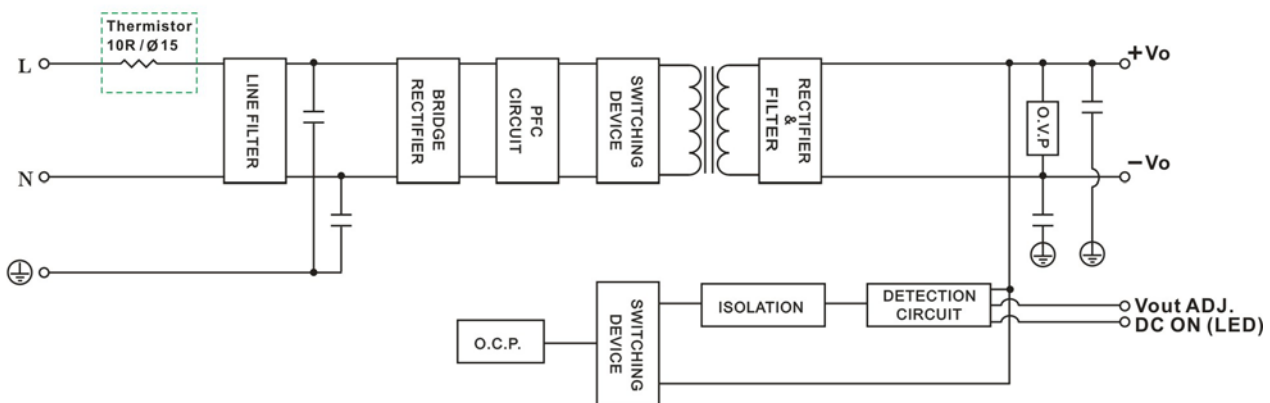 Thermistor
10R / Ø 15
L
N
LINE FILTER
BRIDGE
RECTIFIER
PFC
CIRCUIT
SWITCHING
DEVICE
RECTIFIER
&
FILTER
O.V.P
+Vo
−Vo
O.C.P.
SWITCHING
DEVICE
ISOLATION
DETECTION
CIRCUIT
Vout ADJ.
DC ON (LED)